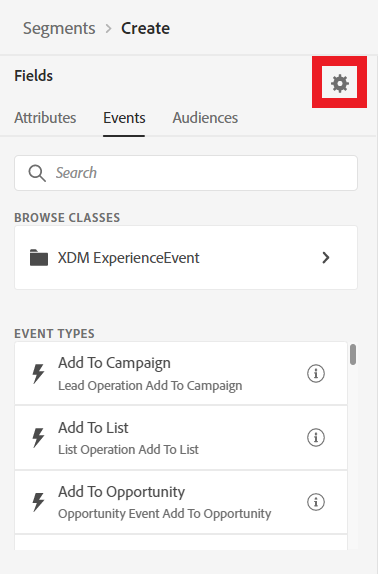 Segments > Create
Fields
Attributes Events Audiences
Search
BROWSE CLASSES
XDM ExperienceEvent
EVENT TYPES
Add To Campaign
Lead Operation Add To Campaign
Add To List
List Operation Add To List
Add To Opportunity
Opportunity Event Add To Opportunity